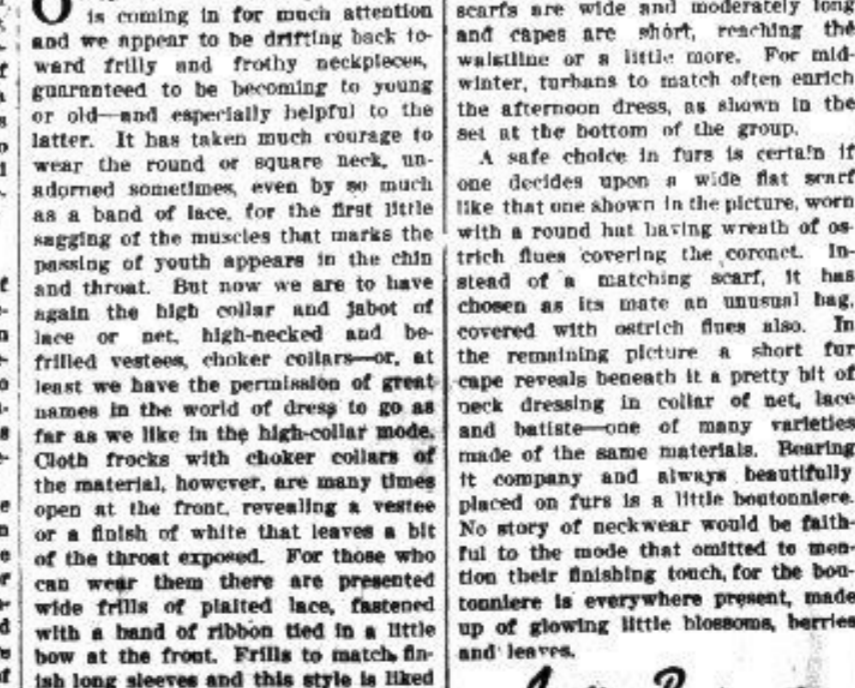 O
is coming in for much attention
and we appear to be drifting back to-
ward frilly and frothy neckpieces,
guaranteed to be becoming to young
or old—and especially helpful to the
latter. It has taken much courage to
wear the round or square neck, un-
adorned sometimes, even by so much
as a band of lace, for the first little
sagging of the muscles that marks the
passing of youth appears in the chin
and throat. But now we are to have
again the high collar and jabot of
lace or net, high-necked and be-
frilled vestees, choker collars—or, at
least we have the permission of great
names in the world of dress to go as
far as we like in the high-collar mode.
Cloth frocks with choker collars of
the material, however, are many times
open at the front, revealing a vestee
or a finish of white that leaves a bit
of the throat exposed. For those who
can wear them there are presented
wide frills of plaited lace, fastened
with a band of ribbon tied in a little
bow at the front. Frills to match, fin-
ish long sleeves and this style is liked
scarfs are wide and moderately long
and capes are short, reaching the
waistline or a little more. For mid-
winter, turbans to match often enrich
the afternoon dress, as shown in the
set at the bottom of the group.
A safe choice in furs is certain if
one decides upon a wide flat scarf
like that one shown in the picture, worn
with a round hat having wreath of os-
trich flues covering the coronet. In-
stead of a matching scarf, it has
chosen as its mate an unusual bag,
covered with ostrich flues also. In
the remaining picture a short fur
cape reveals beneath it a pretty bit of
neck dressing in collar of net, lace
and batiste—one of many varieties
made of the same materials. Bearing
it company and always beautifully
placed on furs is a little boutonniere.
No story of neckwear would be faith-
ful to the mode that omitted to men-
tion their finishing touch, for the bou-
tonniere is everywhere present, made
up of glowing little blossoms, berries
and leaves.